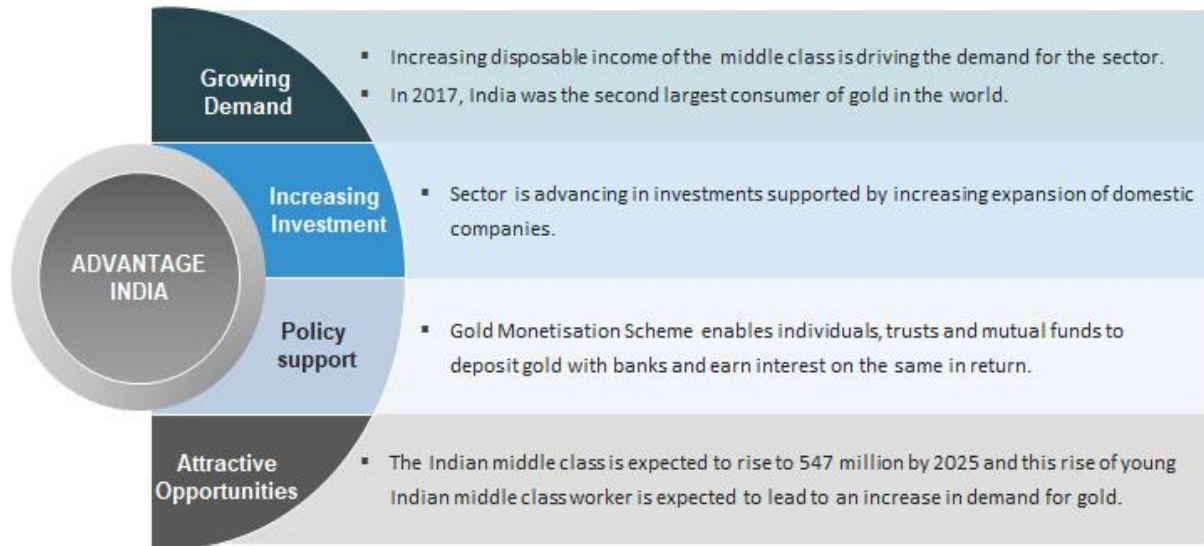 Growing
Demand
▪ Increasing disposable income of the middle class is driving the demand for the sector.
▪ In 2017, India was the second largest consumer of gold in the world.
ADVANTAGE
INDIA
Increasing
Investment
▪ Sector is advancing in investments supported by increasing expansion of domestic
companies.
Policy
support
▪ Gold Monetisation Scheme enables individuals, trusts and mutual funds to
deposit gold with banks and earn interest on the same in return.
Attractive
Opportunities
▪ The Indian middle class is expected to rise to 547 million by 2025 and this rise of young
Indian middle class worker is expected to lead to an increase in demand for gold.